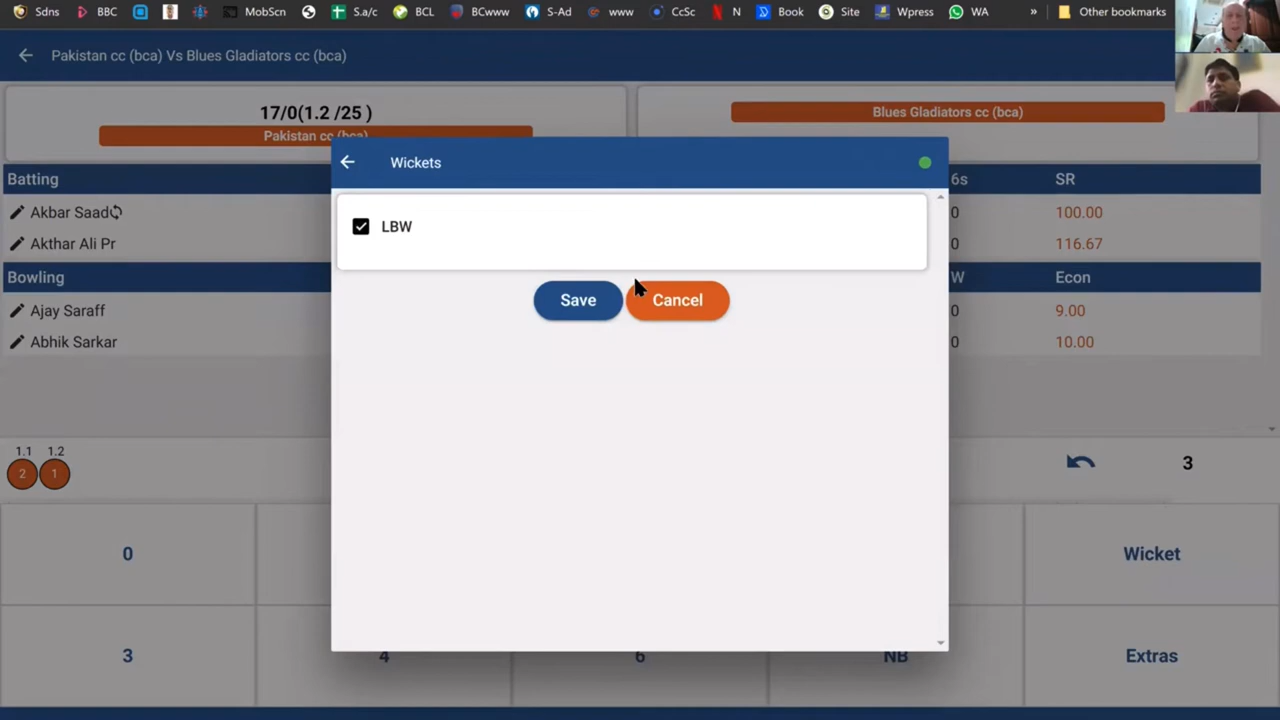 Sdns BBC MobScn S.a/c BCL BCwww S-Ad www CcSc N Book Site Wpress WA » Other bookmarks
Pakistan cc (bca) Vs Blues Gladiators cc (bca)
17/0(1.2 /25 )
Pakistan cc (bca)
Blues Gladiators cc (bca)
Wickets
LBW
Save Cancel
Batting 6s SR
Akbar Saad 0 100.00
Akthar Ali Pr 0 116.67
Bowling W Econ
Ajay Saraff 0 9.00
Abhik Sarkar 0 10.00
1.1 1.2
2 1 3
0 Wicket
3 4 6 NB Extras